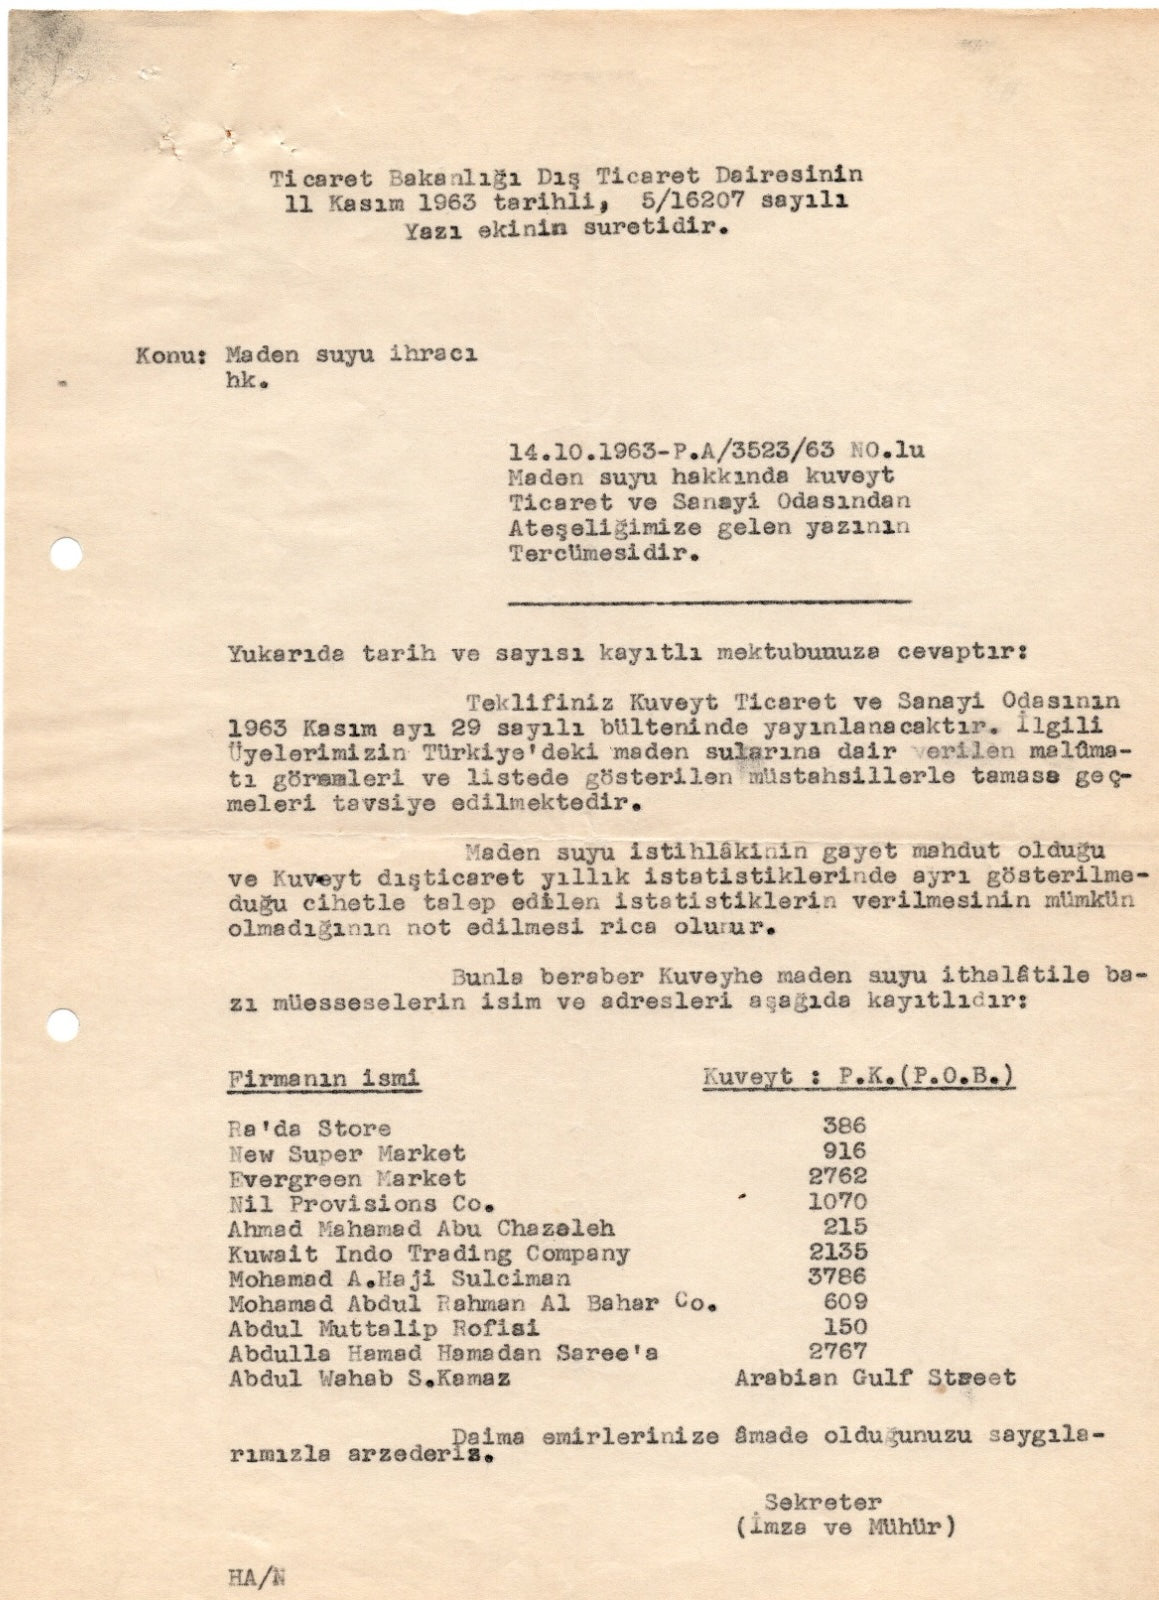 Ticaret Bakanlığı Dış Ticaret Dairesinin
11 Kasım 1963 tarihli, 5/16207 sayılı
Yazı ekinin suretidir.
Konu: Maden suyu ihracı
hk.
14.10.1963-P.A/3523/63 NO.lu
Maden suyu hakkında kuveyt
Ticaret ve Sanayi Odasından
Ateşeliğimize gelen yazının
Tercümesidir.
Yukarıda tarih ve sayısı kayıtlı mektubunuza cevaptır:
Teklifiniz Kuveyt Ticaret ve Sanayi Odasının
1963 Kasım ayı 29 sayılı bülteninde yayınlanacaktır. İlgili
Üyelerimizin Türkiye'deki maden sularına dair verilen malûma-
tı görmeleri ve listede gösterilen müstahsillerle tamasa geç-
meleri tavsiye edilmektedir.
Maden suyu istihlâkinin gayet mahdut olduğu
ve Kuveyt dışticaret yıllık istatistiklerinde ayrı gösterilme-
duğu cihetle talep edilen istatistiklerin verilmesinin mümkün
olmadığının not edilmesi rica olunur.
Bunla beraber Kuveyhe maden suyu ithalâtile ba-
zı müesseselerin isim ve adresleri aşağıda kayıtlıdır:
Firmanın ismi Kuveyt : P.K.(P.O.B.)
Ra'da Store 386
New Super Market 916
Evergreen Market 2762
Nil Provisions Co. 1070
Ahmad Mahamad Abu Chazaleh 215
Kuwait Indo Trading Company 2135
Mohamad A.Haji Sulciman 3786
Mohamad Abdul Rahman Al Bahar Co. 609
Abdul Muttalip Rofisi 150
Abdulla Hamad Hamadan Saree'a 2767
Abdul Wahab S.Kamaz Arabian Gulf Street
Daima emirlerinize âmade olduğunuzu saygıla-
rımızla arzederiz.
Sekreter
(İmza ve Mühür)
HA/N